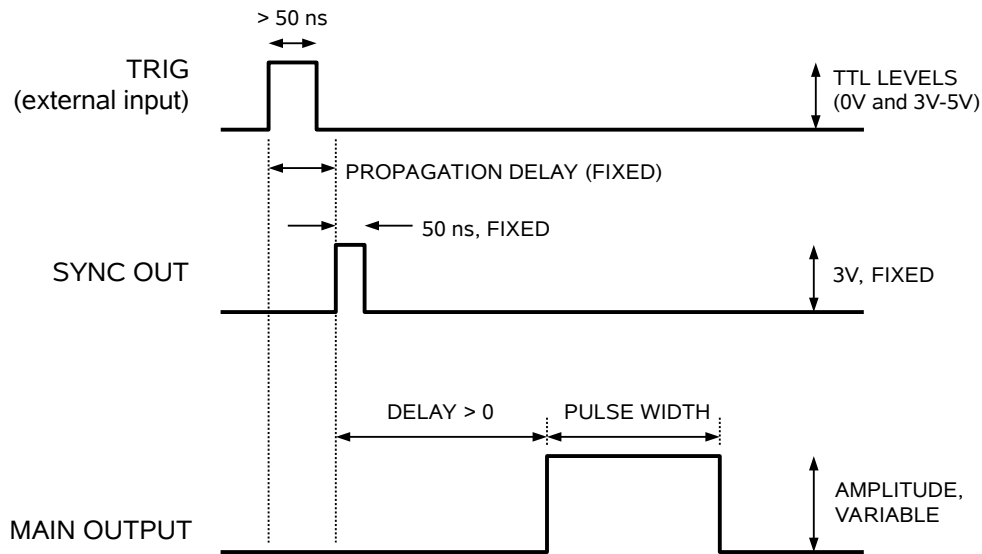 > 50 ns
TRIG
(external input)
TTL LEVELS
(0V and 3V-5V)
PROPAGATION DELAY (FIXED)
50 ns, FIXED
SYNC OUT
3V, FIXED
DELAY > 0
PULSE WIDTH
AMPLITUDE,
VARIABLE
MAIN OUTPUT